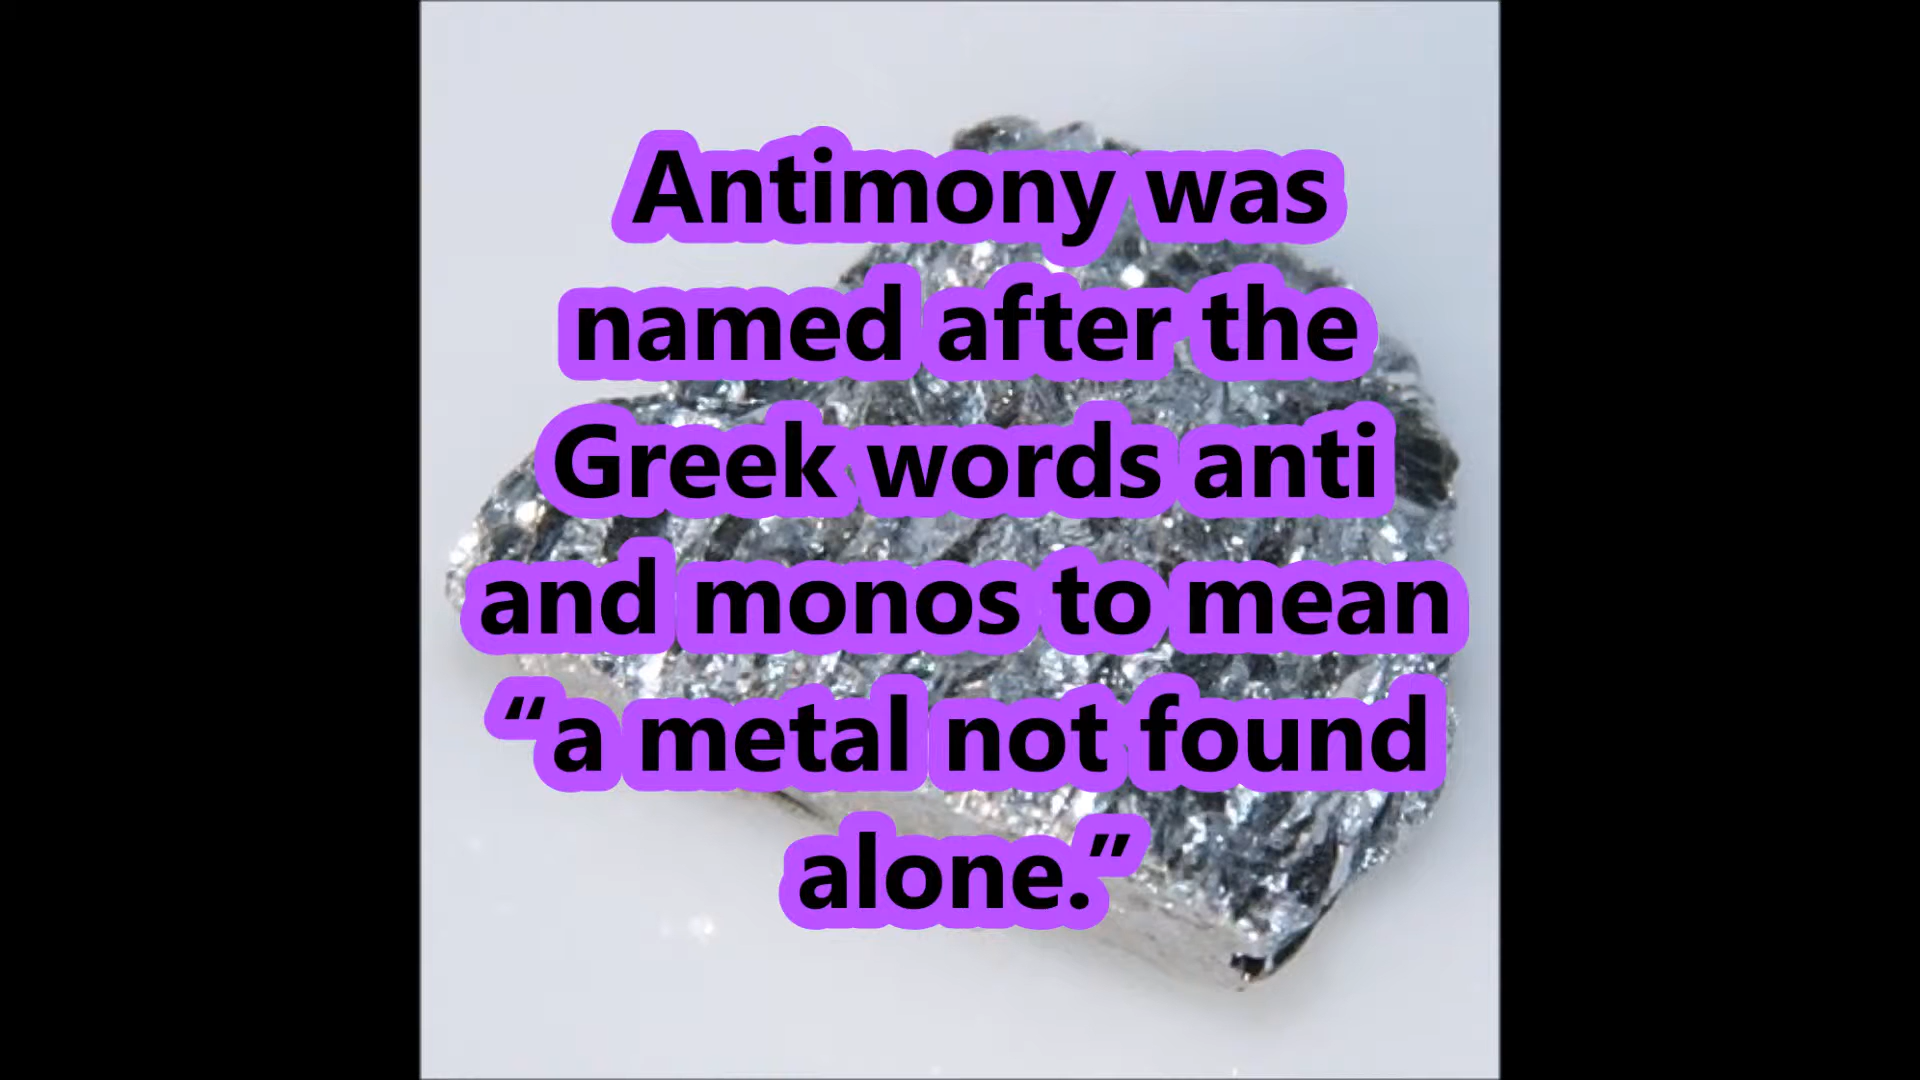 Antimony was
named after the
Greek words anti
and monos to mean
“a metal not found
alone.”